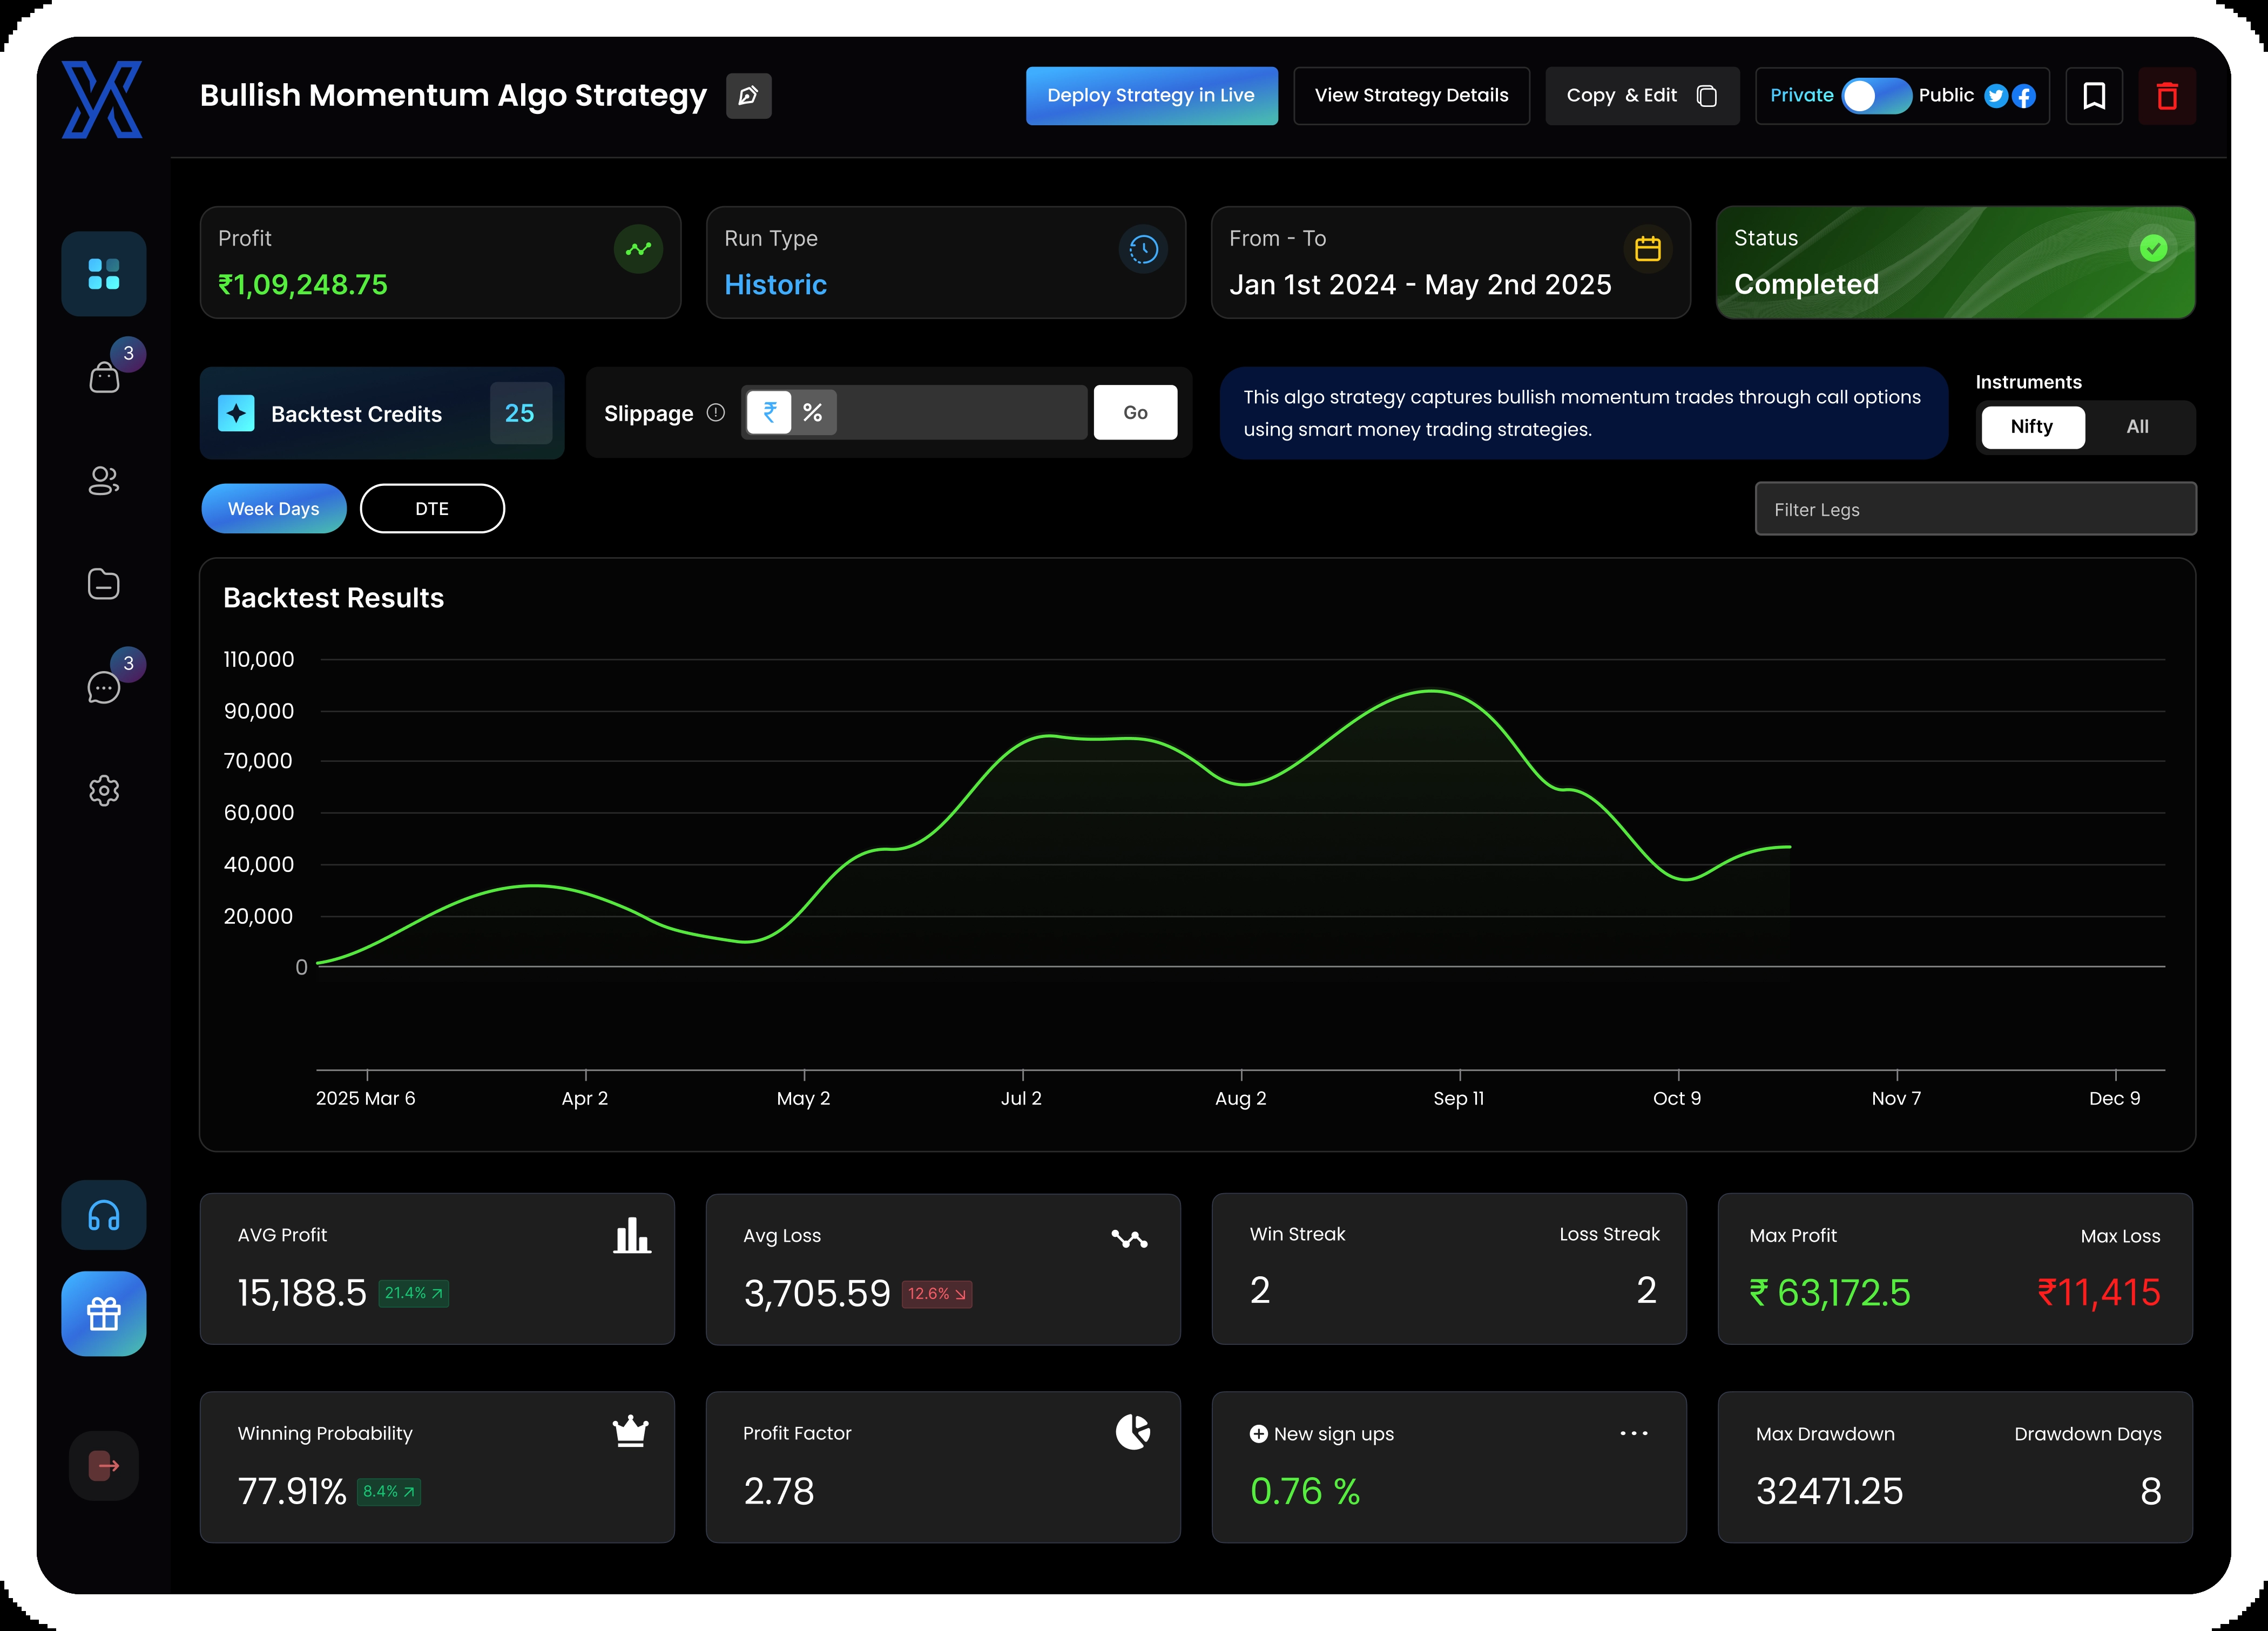 Bullish Momentum Algo Strategy
Deploy Strategy in Live
View Strategy Details
Copy & Edit
Private
Public
Profit
₹1,09,248.75
Run Type
Historic
From - To
Jan 1st 2024 - May 2nd 2025
Status
Completed
3
Backtest Credits
25
Slippage
₹
%
Go
This algo strategy captures bullish momentum trades through call options
using smart money trading strategies.
Instruments
Nifty
All
Week Days
DTE
Filter Legs
Backtest Results
110,000
90,000
70,000
60,000
40,000
20,000
0
3
2025 Mar 6
Apr 2
May 2
Jul 2
Aug 2
Sep 11
Oct 9
Nov 7
Dec 9
AVG Profit
15,188.5
21.4%
Avg Loss
3,705.59
12.6%
Win Streak
Loss Streak
2
2
Max Profit
Max Loss
₹ 63,172.5
₹11,415
Winning Probability
77.91%
8.4%
Profit Factor
2.78
New sign ups
0.76 %
Max Drawdown
Drawdown Days
32471.25
8